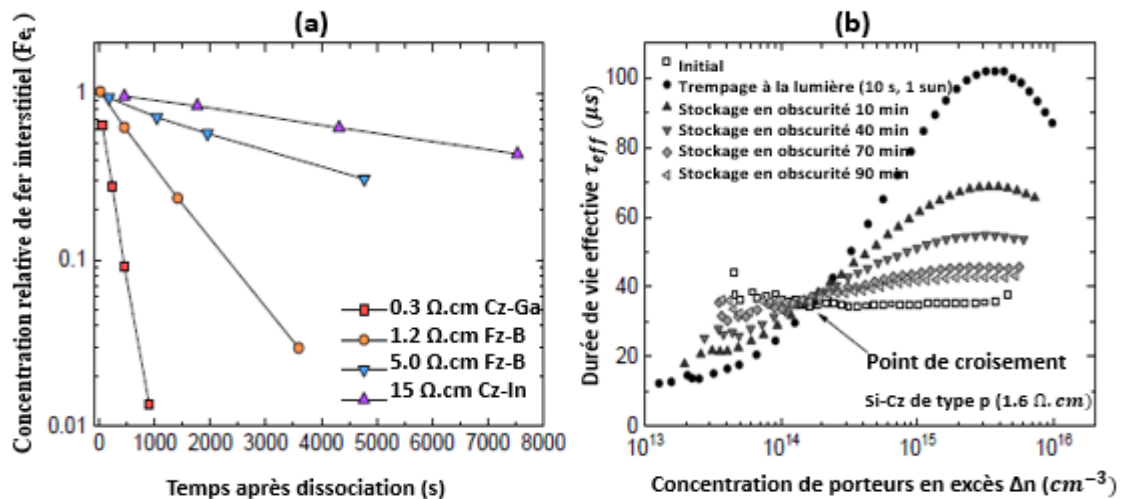 (a)
Concentration relative de fer interstitiel (Fei)
1
0.1
0.01
0.3 Ω.cm Cz-Ga
1.2 Ω.cm Fz-B
5.0 Ω.cm Fz-B
15 Ω.cm Cz-In
0 1000 2000 3000 4000 5000 6000 7000 8000
Temps après dissociation (s)
(b)
Durée de vie effective τeff (μs)
100
80
60
40
20
0
Initial
Trempage à la lumière (10 s, 1 sun)
Stockage en obscurité 10 min
Stockage en obscurité 40 min
Stockage en obscurité 70 min
Stockage en obscurité 90 min
Point de croisement
Si-Cz de type p (1.6 Ω. cm)
10^13 10^14 10^15 10^16
Concentration de porteurs en excès Δn (cm−3)